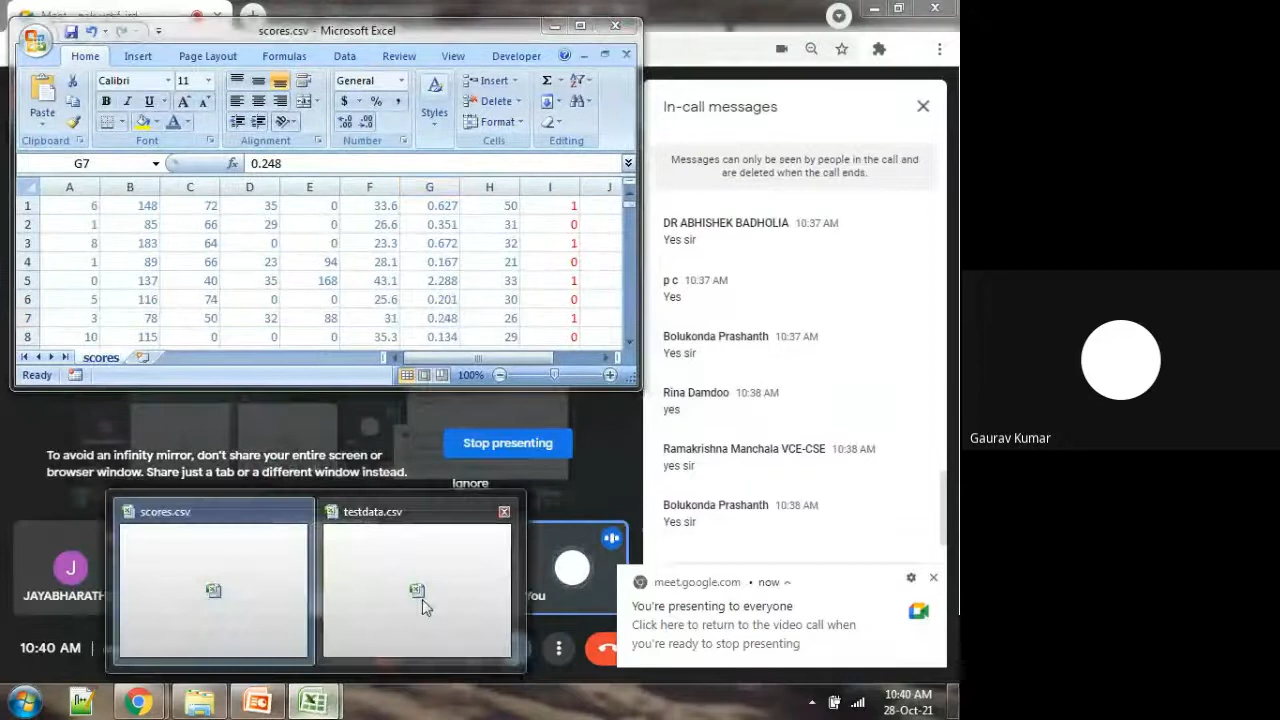 scores.csv - Microsoft Excel
Home Insert Page Layout Formulas Data Review View Developer
Calibri 11 General Insert Σ
Paste B I U A A $ % , Styles Delete
A Format
Clipboard Font Alignment Number Cells Editing
G7 fx 0.248
A B C D E F G H I J
1 6 148 72 35 0 33.6 0.627 50 1
2 1 85 66 29 0 26.6 0.351 31 0
3 8 183 64 0 0 23.3 0.672 32 1
4 1 89 66 23 94 28.1 0.167 21 0
5 0 137 40 35 168 43.1 2.288 33 1
6 5 116 74 0 0 25.6 0.201 30 0
7 3 78 50 32 88 31 0.248 26 1
8 10 115 0 0 0 35.3 0.134 29 0
scores
Ready 100%
To avoid an infinity mirror, don't share your entire screen or
browser window. Share just a tab or a different window instead.
Stop presenting
Ignore
scores.csv
testdata.csv
JAYABHARATH
You
10:40 AM
In-call messages
Messages can only be seen by people in the call and
are deleted when the call ends.
DR ABHISHEK BADHOLIA 10:37 AM
Yes sir
p c 10:37 AM
Yes
Bolukonda Prashanth 10:37 AM
Yes sir
Rina Damdoo 10:38 AM
yes
Ramakrishna Manchala VCE-CSE 10:38 AM
yes sir
Bolukonda Prashanth 10:38 AM
Yes sir
meet.google.com • now
You're presenting to everyone
Click here to return to the video call when
you're ready to stop presenting
10:40 AM
28-Oct-21
Gaurav Kumar